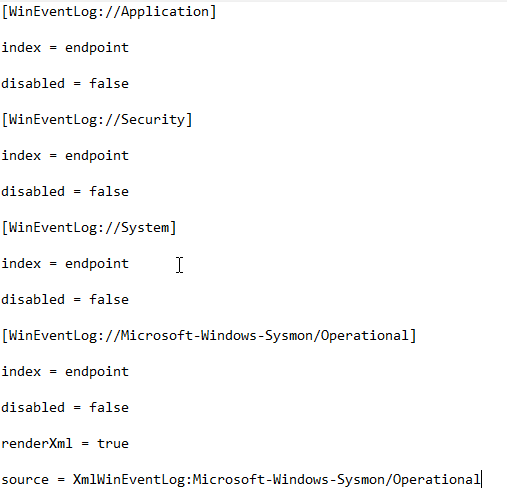 [WinEventLog://Application]
index = endpoint
disabled = false
[WinEventLog://Security]
index = endpoint
disabled = false
[WinEventLog://System]
index = endpoint
disabled = false
[WinEventLog://Microsoft-Windows-Sysmon/Operational]
index = endpoint
disabled = false
renderXml = true
source = XmlWinEventLog:Microsoft-Windows-Sysmon/Operational